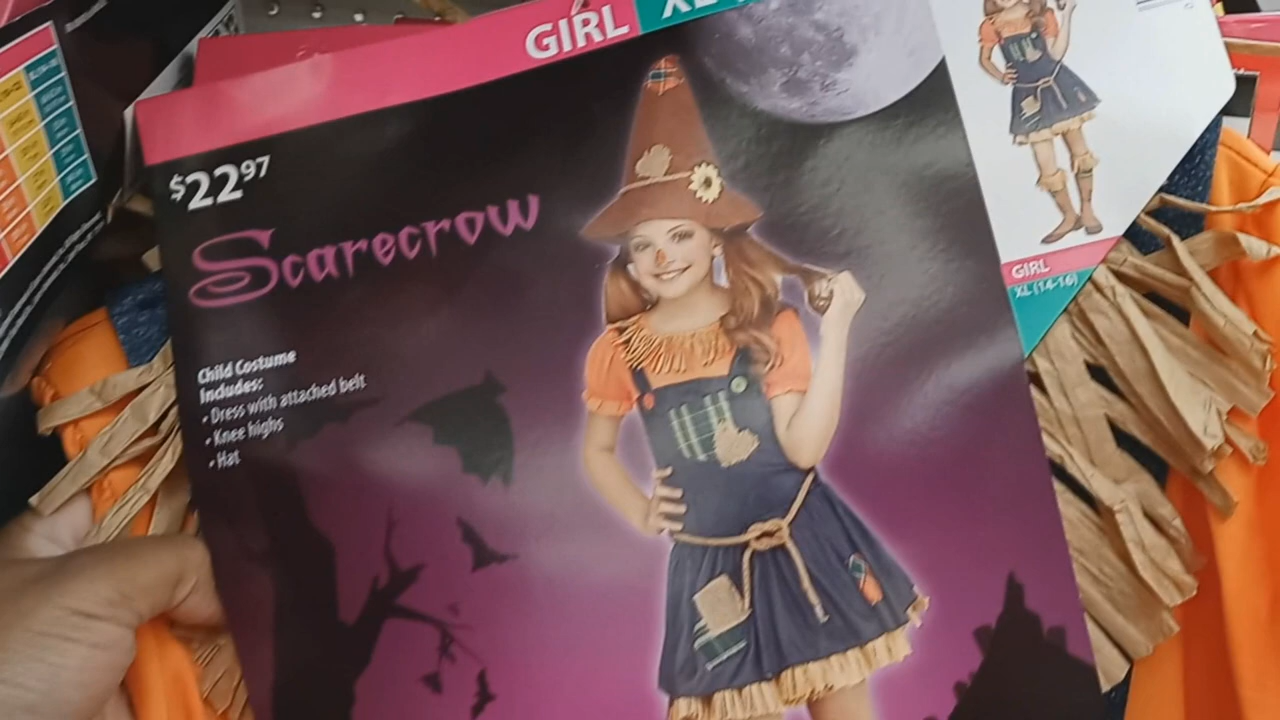 GIRL
$22.97
Scarecrow
Child Costume
Includes:
• Dress with attached belt
• Knee highs
• Hat
GIRL
XL (14-16)